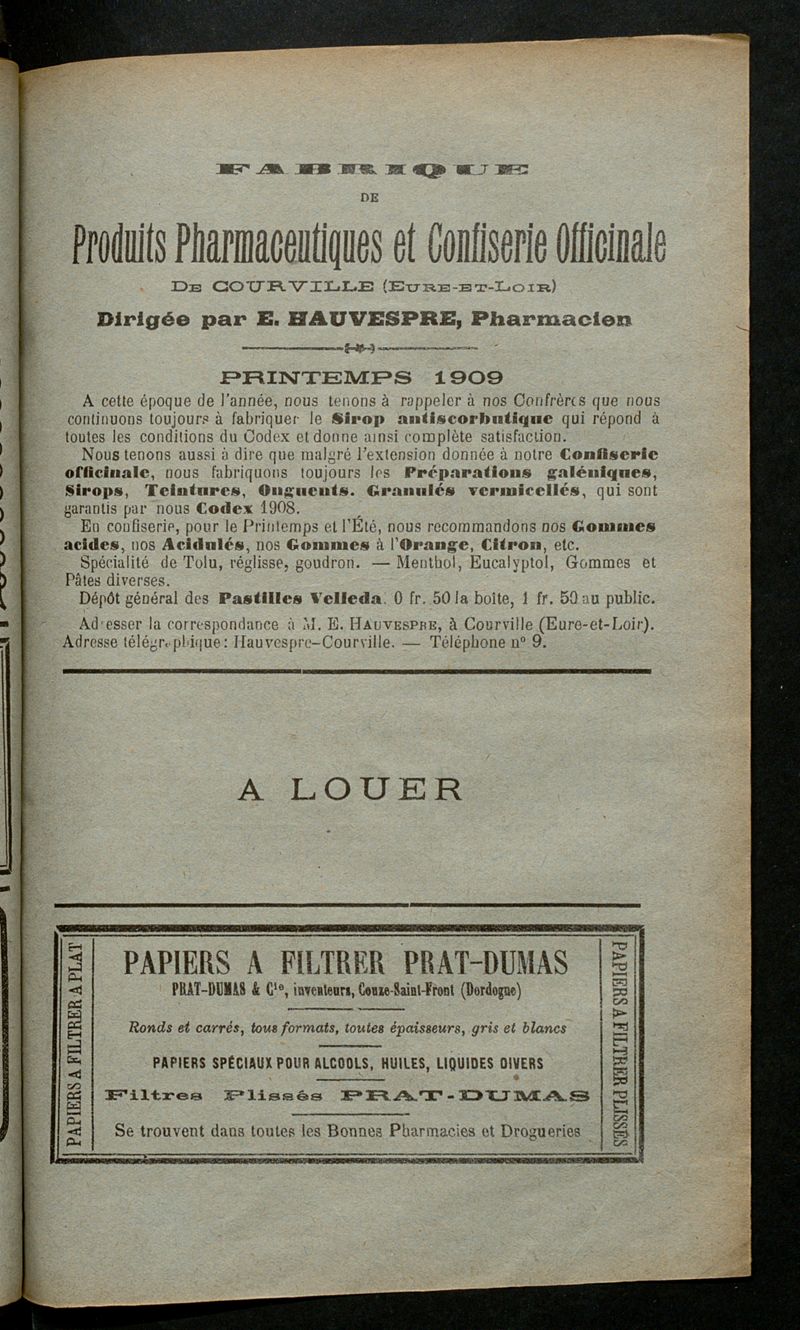 FABRIQUE
DE
Produits Pharmaceutiques et Confiserie Officinale
DE COURVILLE (EURE-ET-LOIR)
Dirigée par E. HAUVESPRE, Pharmacien
PRINTEMPS 1909
A cette époque de l'année, nous tenons à rappeler à nos Confrères que nous
continuons toujours à fabriquer le Sirop antiscorbutique qui répond à
toutes les conditions du Codex et donne ainsi complète satisfaction.
Nous tenons aussi à dire que malgré l'extension donnée à notre Confiserie
officinale, nous fabriquons toujours les Préparations galéniques,
Sirops, Teintures, Onguents. Granulés vermicellés, qui sont
garantis par nous Codex 1908.
En confiserie, pour le Printemps et l'Été, nous recommandons nos Gommes
acides, nos Acidulés, nos Gommes à l'Orange, Citron, etc.
Spécialité de Tolu, réglisse, goudron. — Menthol, Eucalyptol, Gommes et
Pâtes diverses.
Dépôt général des Pastilles Velleda. 0 fr. 50 la boîte, 1 fr. 50 au public.
Adresser la correspondance à M. E. HAUVESPRE, à Courville (Eure-et-Loir).
Adresse télégraphique: Hauvespre-Courville. — Téléphone n° 9.
A LOUER
PAPIERS A FILTRER A PLAT
PAPIERS A FILTRER PRAT-DUMAS
PRAT-DUMAS & Cie, inventeurs, Couze-Saint-Front (Dordogne)
Ronds et carrés, tous formats, toutes épaisseurs, gris et blancs
PAPIERS SPÉCIAUX POUR ALCOOLS, HUILES, LIQUIDES DIVERS
Filtres Plissés PRAT-DUMAS
Se trouvent dans toutes les Bonnes Pharmacies et Drogueries
PAPIERS A FILTRER PLISSÉS